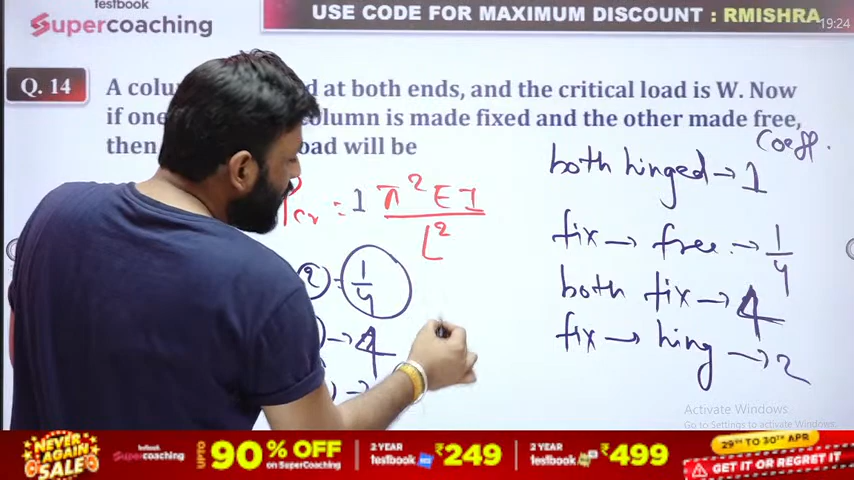 testbook
Supercoaching
USE CODE FOR MAXIMUM DISCOUNT : RMISHRA
19:24
Q. 14
A at both ends, and the critical load is W. Now
if one column is made fixed and the other made free,
then load will be
Coeff.
both hinged → 1
Pcr = 1 π²EI / L²
fix → free → 1/4
② = 1/4
both fix → 4
→ 4
fix → hing → 2
Activate Windows
Go to Settings to activate Windows.
NEVER AGAIN SALE
testbook Supercoaching
UPTO 90% OFF on SuperCoaching
2 YEAR testbook ₹249
2 YEAR testbook ₹499
29TH TO 30TH APR
GET IT OR REGRET IT